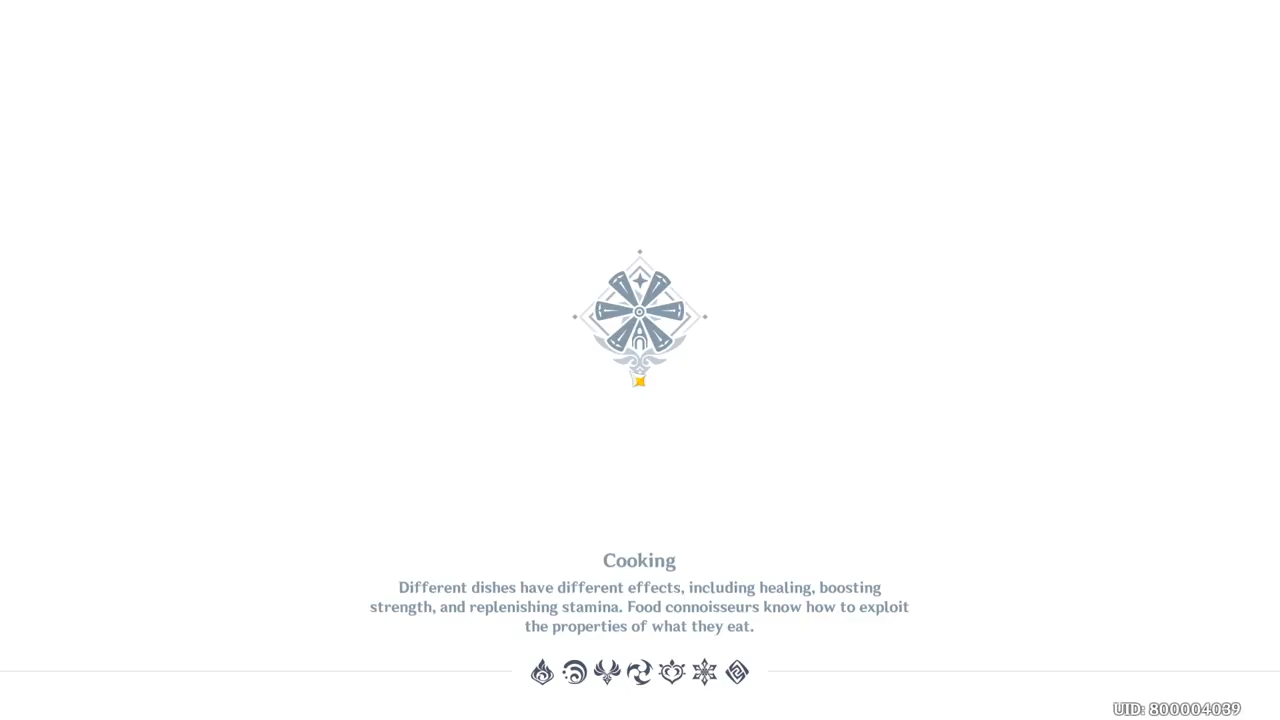 Cooking
Different dishes have different effects, including healing, boosting
strength, and replenishing stamina. Food connoisseurs know how to exploit
the properties of what they eat.
UID: 800004039